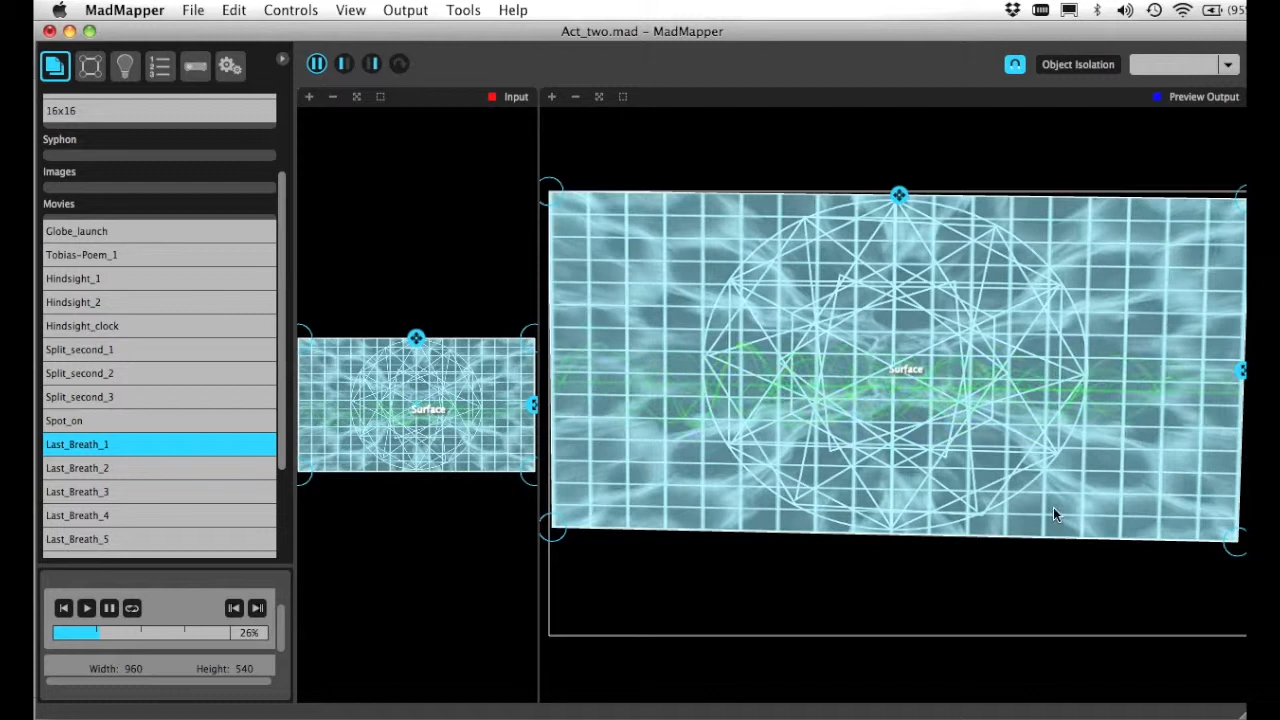 MadMapper File Edit Controls View Output Tools Help (95
Act_two.mad – MadMapper
Object Isolation
Input
Preview Output
16x16
Syphon
Images
Movies
Globe_launch
Tobias-Poem_1
Hindsight_1
Hindsight_2
Hindsight_clock
Split_second_1
Split_second_2
Split_second_3
Spot_on
Last_Breath_1
Last_Breath_2
Last_Breath_3
Last_Breath_4
Last_Breath_5
Surface
Surface
26%
Width: 960 Height: 540